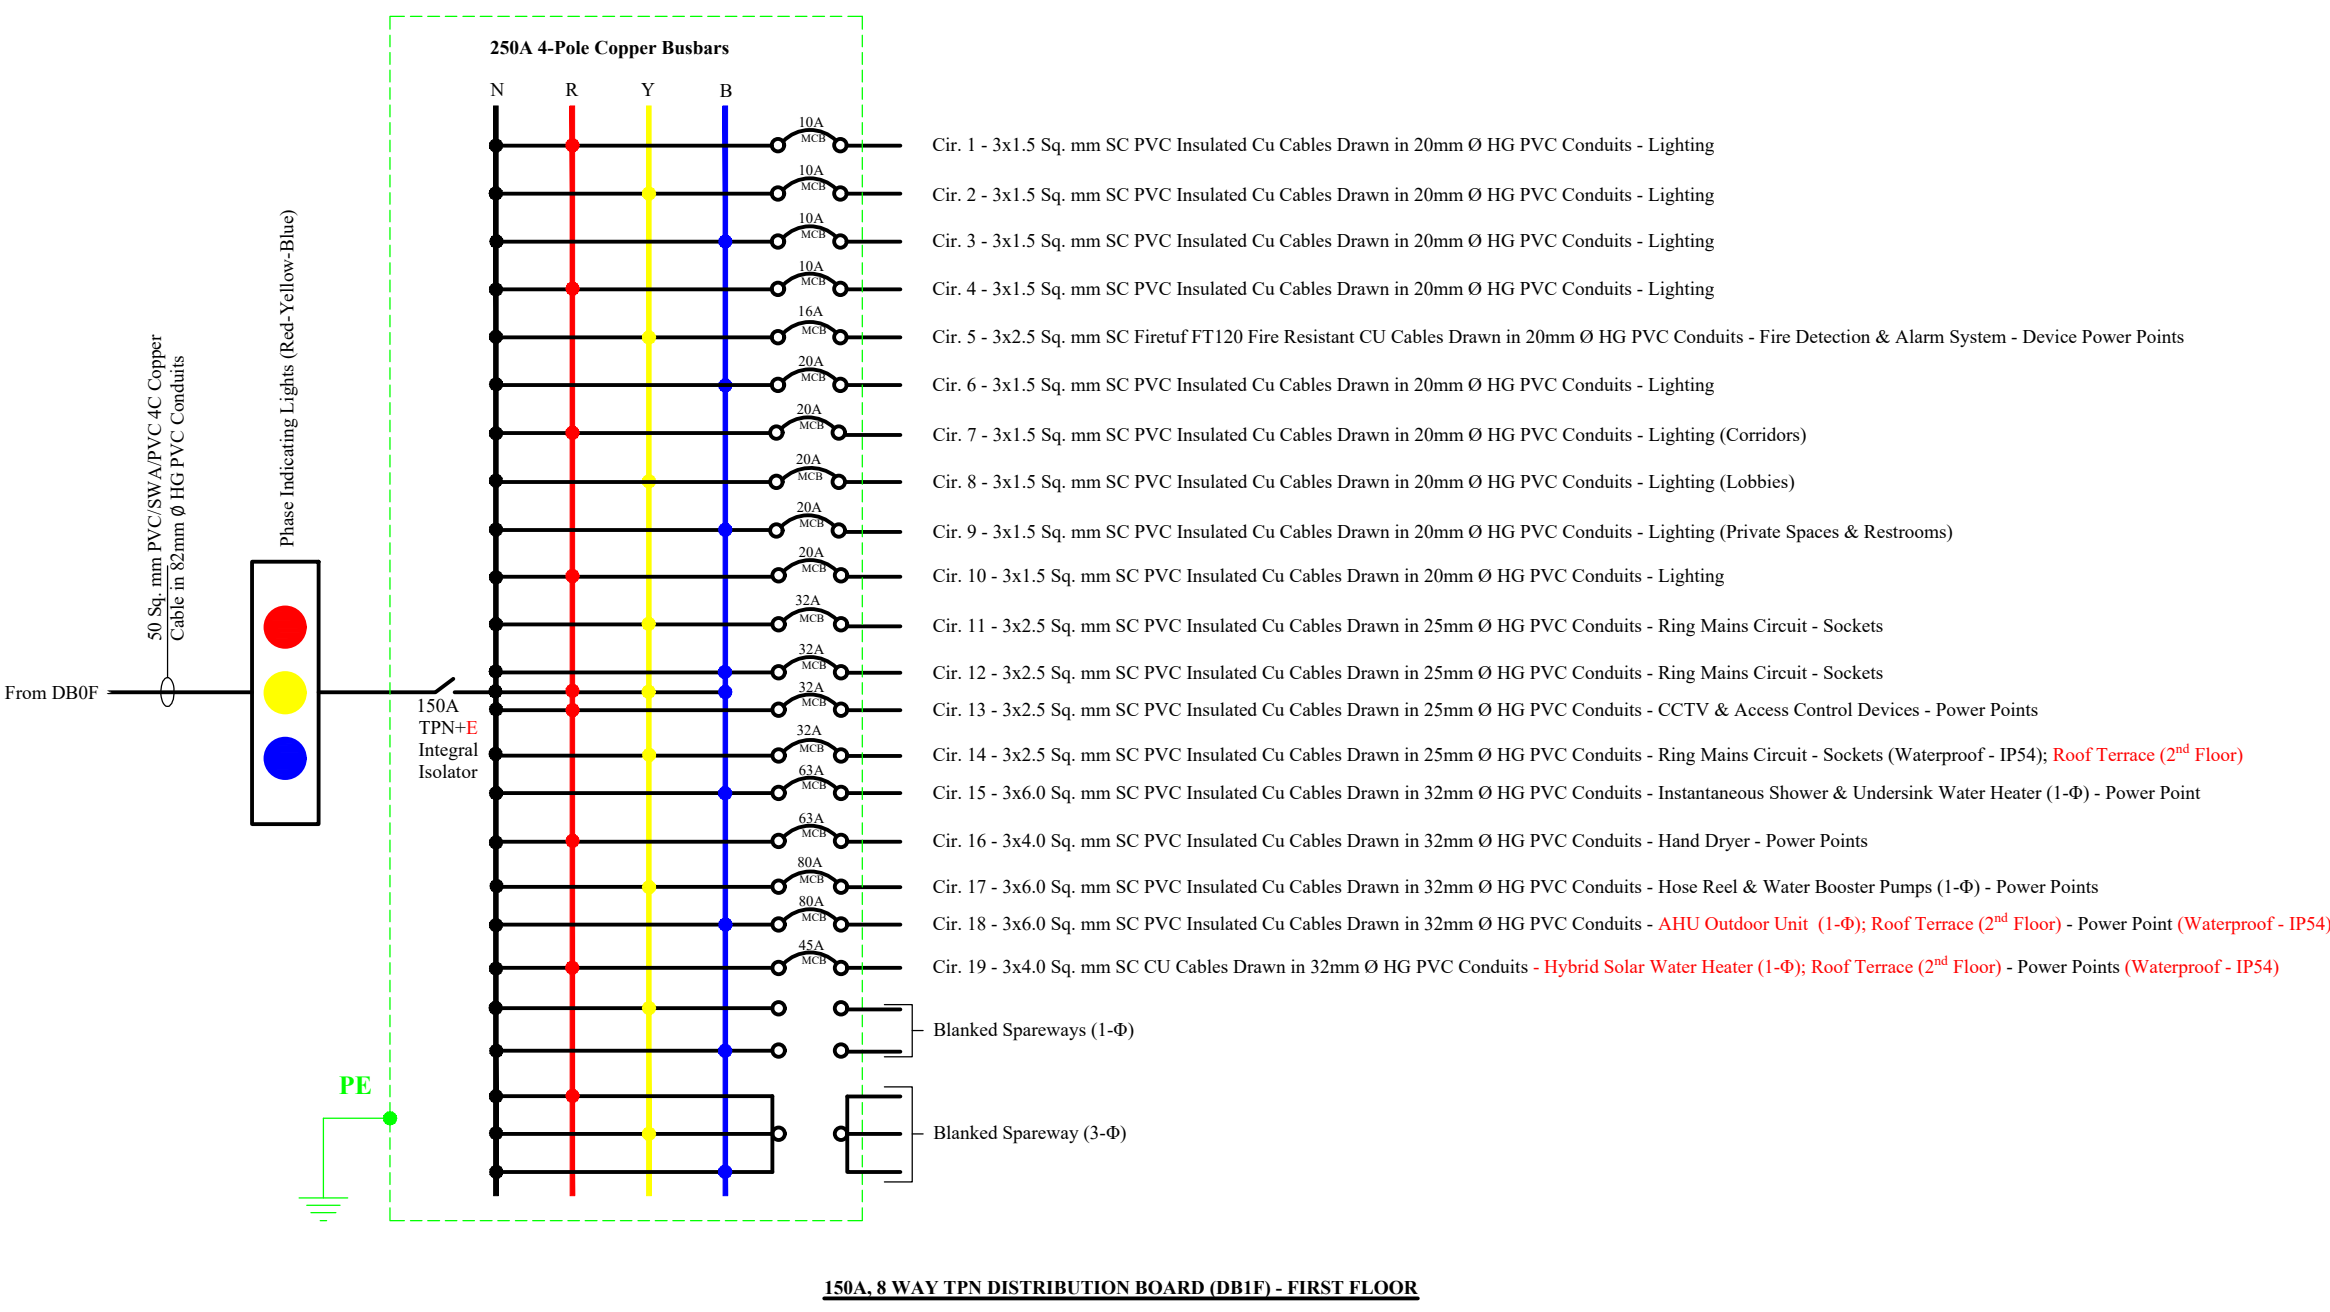 250A 4-Pole Copper Busbars
N R Y B
10A
MCB
Cir. 1 - 3x1.5 Sq. mm SC PVC Insulated Cu Cables Drawn in 20mm Ø HG PVC Conduits - Lighting
10A
MCB
Cir. 2 - 3x1.5 Sq. mm SC PVC Insulated Cu Cables Drawn in 20mm Ø HG PVC Conduits - Lighting
10A
MCB
Cir. 3 - 3x1.5 Sq. mm SC PVC Insulated Cu Cables Drawn in 20mm Ø HG PVC Conduits - Lighting
10A
MCB
Cir. 4 - 3x1.5 Sq. mm SC PVC Insulated Cu Cables Drawn in 20mm Ø HG PVC Conduits - Lighting
16A
MCB
Cir. 5 - 3x2.5 Sq. mm SC Firetuf FT120 Fire Resistant CU Cables Drawn in 20mm Ø HG PVC Conduits - Fire Detection & Alarm System - Device Power Points
20A
MCB
Cir. 6 - 3x1.5 Sq. mm SC PVC Insulated Cu Cables Drawn in 20mm Ø HG PVC Conduits - Lighting
20A
MCB
Cir. 7 - 3x1.5 Sq. mm SC PVC Insulated Cu Cables Drawn in 20mm Ø HG PVC Conduits - Lighting (Corridors)
20A
MCB
Cir. 8 - 3x1.5 Sq. mm SC PVC Insulated Cu Cables Drawn in 20mm Ø HG PVC Conduits - Lighting (Lobbies)
20A
MCB
Cir. 9 - 3x1.5 Sq. mm SC PVC Insulated Cu Cables Drawn in 20mm Ø HG PVC Conduits - Lighting (Private Spaces & Restrooms)
20A
MCB
Cir. 10 - 3x1.5 Sq. mm SC PVC Insulated Cu Cables Drawn in 20mm Ø HG PVC Conduits - Lighting
32A
MCB
Cir. 11 - 3x2.5 Sq. mm SC PVC Insulated Cu Cables Drawn in 25mm Ø HG PVC Conduits - Ring Mains Circuit - Sockets
32A
MCB
Cir. 12 - 3x2.5 Sq. mm SC PVC Insulated Cu Cables Drawn in 25mm Ø HG PVC Conduits - Ring Mains Circuit - Sockets
32A
MCB
Cir. 13 - 3x2.5 Sq. mm SC PVC Insulated Cu Cables Drawn in 25mm Ø HG PVC Conduits - CCTV & Access Control Devices - Power Points
32A
MCB
Cir. 14 - 3x2.5 Sq. mm SC PVC Insulated Cu Cables Drawn in 25mm Ø HG PVC Conduits - Ring Mains Circuit - Sockets (Waterproof - IP54); Roof Terrace (2nd Floor)
63A
MCB
Cir. 15 - 3x6.0 Sq. mm SC PVC Insulated Cu Cables Drawn in 32mm Ø HG PVC Conduits - Instantaneous Shower & Undersink Water Heater (1-Φ) - Power Point
63A
MCB
Cir. 16 - 3x4.0 Sq. mm SC PVC Insulated Cu Cables Drawn in 32mm Ø HG PVC Conduits - Hand Dryer - Power Points
80A
MCB
Cir. 17 - 3x6.0 Sq. mm SC PVC Insulated Cu Cables Drawn in 32mm Ø HG PVC Conduits - Hose Reel & Water Booster Pumps (1-Φ) - Power Points
80A
MCB
Cir. 18 - 3x6.0 Sq. mm SC PVC Insulated Cu Cables Drawn in 32mm Ø HG PVC Conduits - AHU Outdoor Unit (1-Φ); Roof Terrace (2nd Floor) - Power Point (Waterproof - IP54)
45A
MCB
Cir. 19 - 3x4.0 Sq. mm SC CU Cables Drawn in 32mm Ø HG PVC Conduits - Hybrid Solar Water Heater (1-Φ); Roof Terrace (2nd Floor) - Power Points (Waterproof - IP54)
Blanked Spareways (1-Φ)
Blanked Spareway (3-Φ)
From DB0F
50 Sq. mm PVC/SWA/PVC 4C Copper
Cable in 82mm Ø HG PVC Conduits
Phase Indicating Lights (Red-Yellow-Blue)
150A
TPN+E
Integral
Isolator
PE
150A, 8 WAY TPN DISTRIBUTION BOARD (DB1F) - FIRST FLOOR